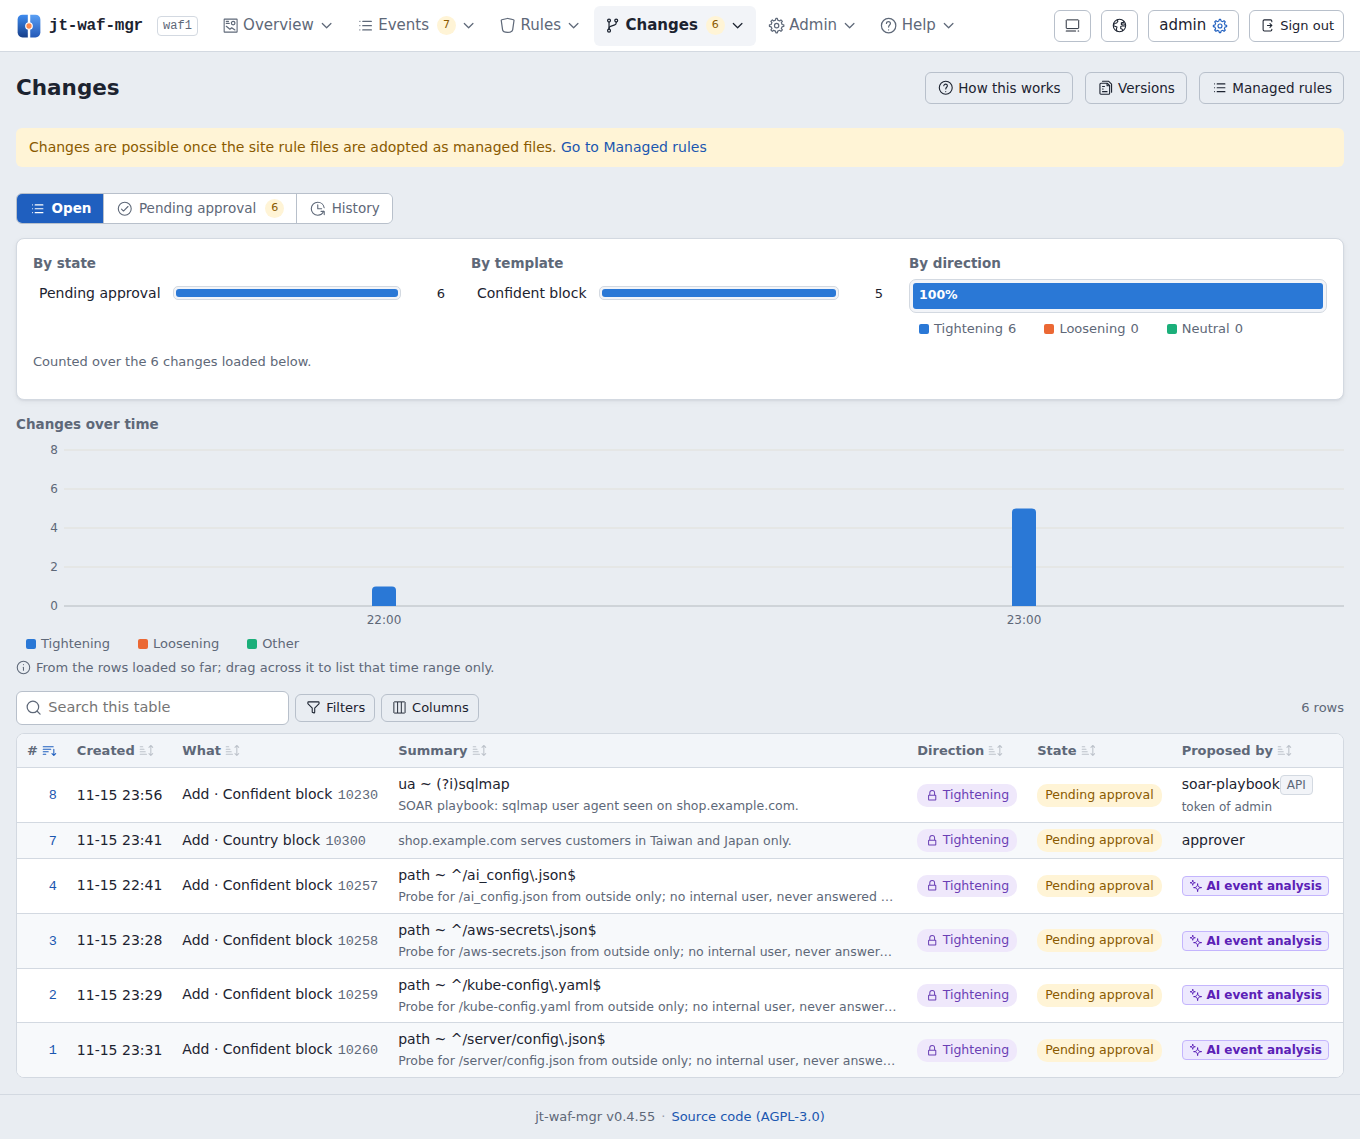 jt-waf-mgr waf1 Overview Events 7 Rules Changes 6 Admin Help admin Sign out
Changes How this works Versions Managed rules
Changes are possible once the site rule files are adopted as managed files. Go to Managed rules
Open Pending approval 6 History
By state By template By direction
Pending approval 6 Confident block 5 100%
Tightening 6 Loosening 0 Neutral 0
Counted over the 6 changes loaded below.
Changes over time
8
6
4
2
0
22:00 23:00
Tightening Loosening Other
From the rows loaded so far; drag across it to list that time range only.
Search this table Filters Columns 6 rows
# Created What Summary Direction State Proposed by
8 11-15 23:56 Add · Confident block 10230 ua ~ (?i)sqlmap Tightening Pending approval soar-playbook API
SOAR playbook: sqlmap user agent seen on shop.example.com. token of admin
7 11-15 23:41 Add · Country block 10300 shop.example.com serves customers in Taiwan and Japan only. Tightening Pending approval approver
4 11-15 22:41 Add · Confident block 10257 path ~ ^/ai_config\.json$ Tightening Pending approval AI event analysis
Probe for /ai_config.json from outside only; no internal user, never answered …
3 11-15 23:28 Add · Confident block 10258 path ~ ^/aws-secrets\.json$ Tightening Pending approval AI event analysis
Probe for /aws-secrets.json from outside only; no internal user, never answer…
2 11-15 23:29 Add · Confident block 10259 path ~ ^/kube-config\.yaml$ Tightening Pending approval AI event analysis
Probe for /kube-config.yaml from outside only; no internal user, never answer…
1 11-15 23:31 Add · Confident block 10260 path ~ ^/server/config\.json$ Tightening Pending approval AI event analysis
Probe for /server/config.json from outside only; no internal user, never answe…
jt-waf-mgr v0.4.55 · Source code (AGPL-3.0)